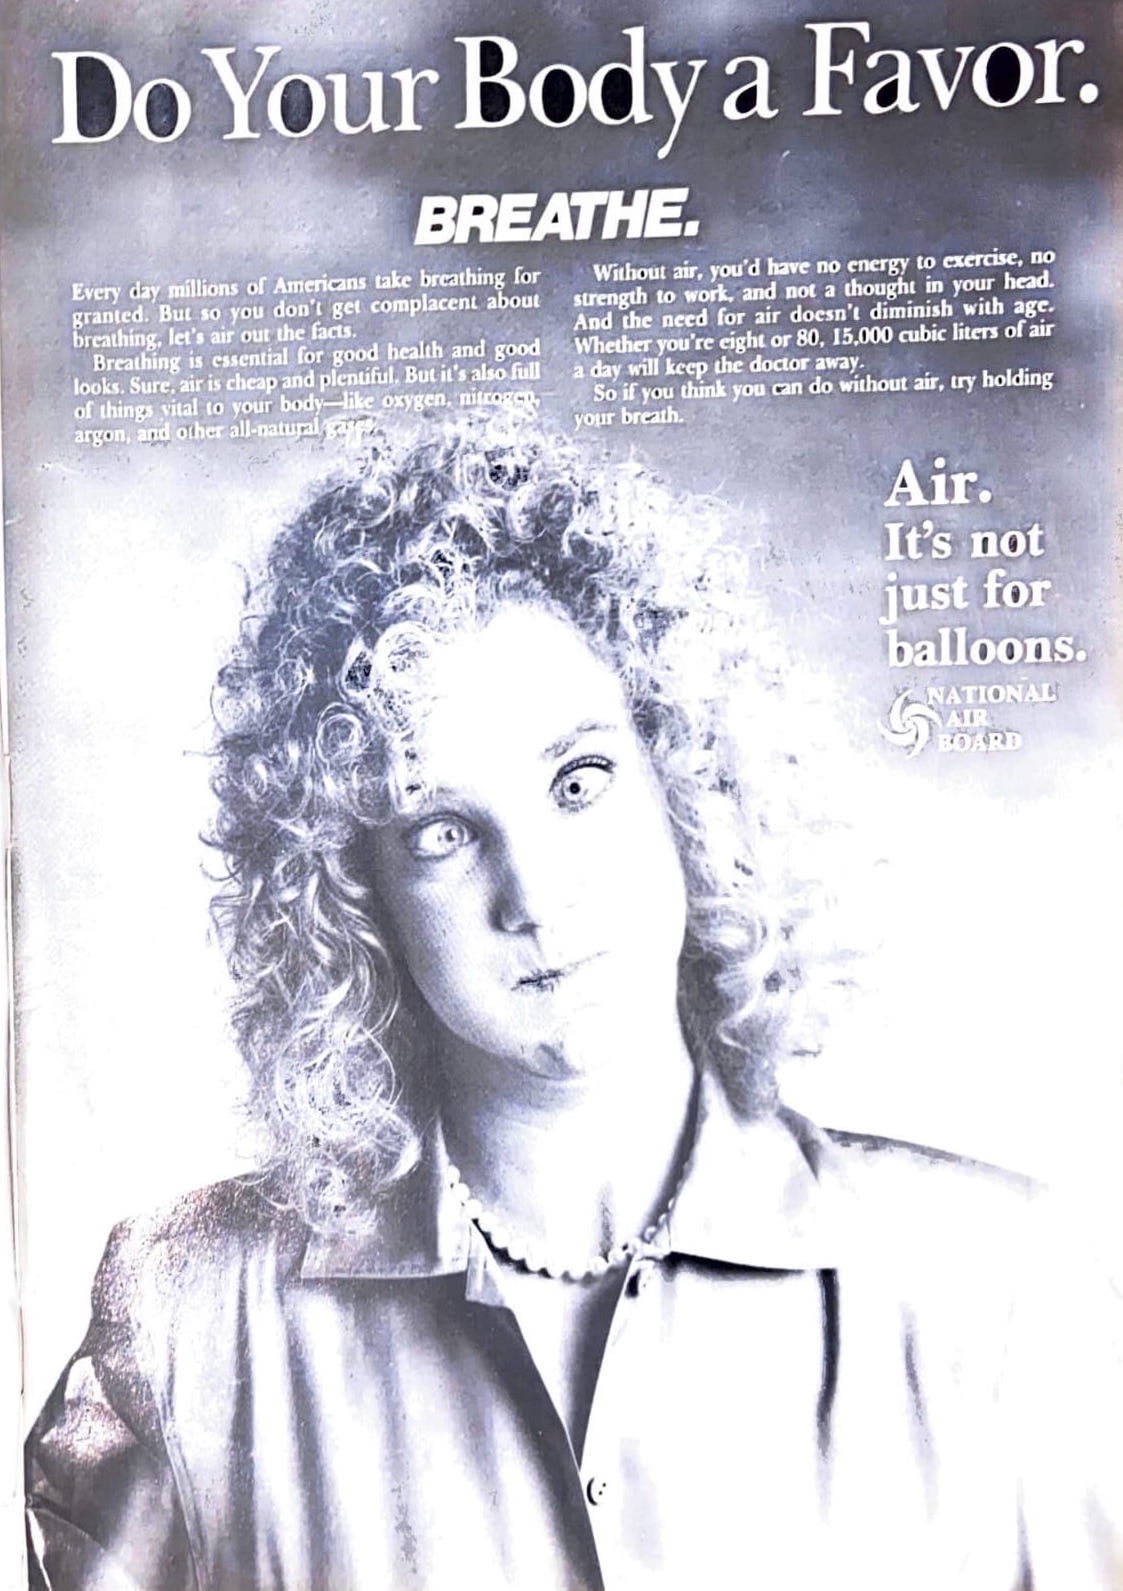 Do Your Body a Favor.
BREATHE.
Every day millions of Americans take breathing for
granted. But so you don't get complacent about
breathing, let's air out the facts.
Breathing is essential for good health and good
looks. Sure, air is cheap and plentiful. But it's also full
of things vital to your body—like oxygen, nitrogen,
argon, and other all-natural gases.
Without air, you'd have no energy to exercise, no
strength to work, and not a thought in your head.
And the need for air doesn't diminish with age.
Whether you're eight or 80, 15,000 cubic liters of air
a day will keep the doctor away.
So if you think you can do without air, try holding
your breath.
Air.
It's not
just for
balloons.
NATIONAL
AIR
BOARD